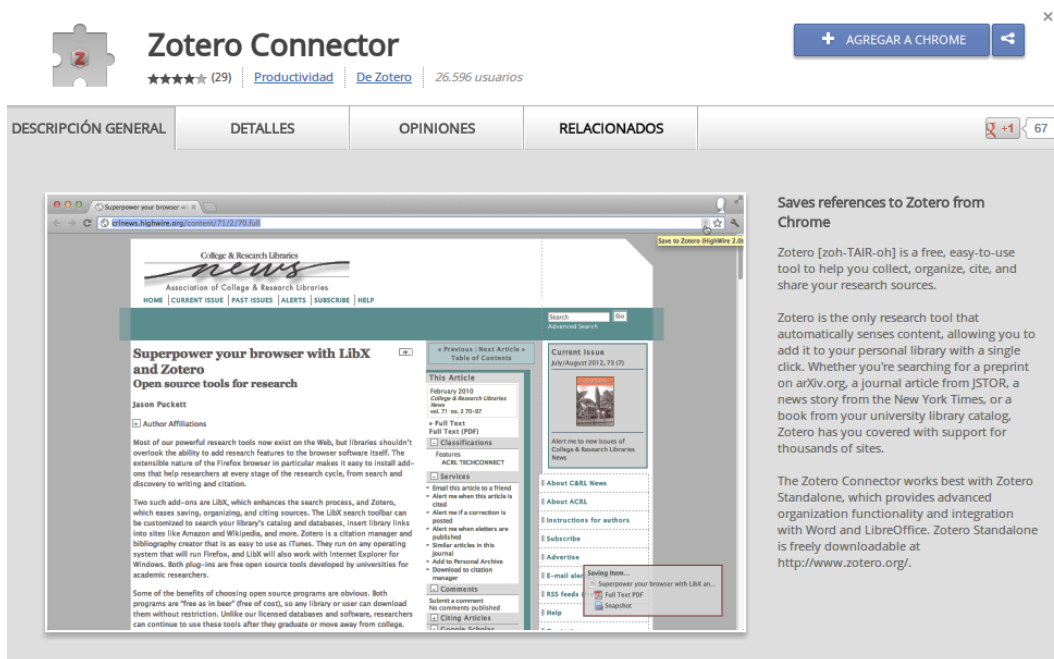 Zotero Connector
(29) Productividad De Zotero 26.596 usuarios
AGREGAR A CHROME
DESCRIPCIÓN GENERAL DETALLES OPINIONES RELACIONADOS
+1 67
Superpower your browser wi
crlnews.highwire.org/content/71/2/70.full
Save to Zotero (HighWire 2.0)
College & Research Libraries
news
Association of College & Research Libraries
HOME | CURRENT ISSUE | PAST ISSUES | ALERTS | SUBSCRIBE | HELP
Search Go
Advanced Search
Superpower your browser with LibX
and Zotero
Open source tools for research
Jason Puckett
Author Affiliations
Most of our powerful research tools now exist on the Web, but libraries shouldn't
overlook the ability to add research features to the browser software itself. The
extensible nature of the Firefox browser in particular makes it easy to install add-
ons that help researchers at every stage of the research cycle, from search and
discovery to writing and citation.
Two such add-ons are LibX, which enhances the search process, and Zotero,
which eases saving, organizing, and citing sources. The LibX search toolbar can
be customized to search your library's catalog and databases, insert library links
into sites like Amazon and Wikipedia, and more. Zotero is a citation manager and
bibliography creator that is as easy to use as iTunes. They run on any operating
system that will run Firefox, and LibX will also work with Internet Explorer for
Windows. Both plug-ins are free open source tools developed by universities for
academic researchers.
Some of the benefits of choosing open source programs are obvious. Both
programs are "free as in beer" (free of cost), so any library or user can download
them without restriction. Unlike our licensed databases and software, researchers
can continue to use these tools after they graduate or move away from college.
« Previous | Next Article »
Table of Contents
This Article
February 2010
College & Research Libraries
News
vol. 71 no. 2 70-97
» Full Text
Full Text (PDF)
Classifications
Features
ACRL TECHCONNECT
Services
Email this article to a friend
Alert me when this article is
cited
Alert me if a correction is
posted
Alert me when eletters are
published
Similar articles in this
journal
Add to Personal Archive
Download to citation
manager
Comments
Submit a comment
No comments published
Citing Articles
Google Scholar
Current Issue
July/August 2012, 73 (7)
Alert me to new issues of
College & Research Libraries
News
About C&RL News
About ACRL
Instructions for authors
Subscribe
Advertise
E-mail aler
RSS feeds
Help
Saving Item...
Superpower your browser with LibX an...
Full Text PDF
Snapshot
Saves references to Zotero from
Chrome
Zotero [zoh-TAIR-oh] is a free, easy-to-use
tool to help you collect, organize, cite, and
share your research sources.
Zotero is the only research tool that
automatically senses content, allowing you to
add it to your personal library with a single
click. Whether you're searching for a preprint
on arXiv.org, a journal article from JSTOR, a
news story from the New York Times, or a
book from your university library catalog,
Zotero has you covered with support for
thousands of sites.
The Zotero Connector works best with Zotero
Standalone, which provides advanced
organization functionality and integration
with Word and LibreOffice. Zotero Standalone
is freely downloadable at
http://www.zotero.org/.